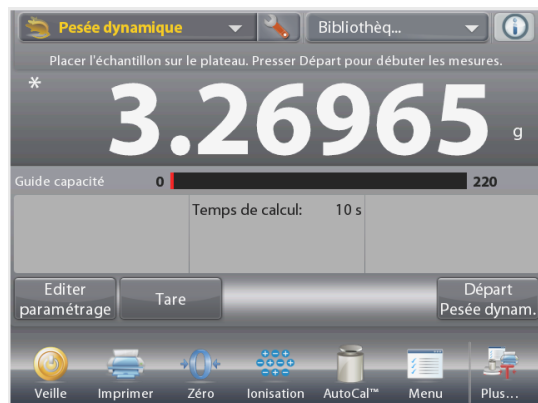 Pesée dynamique
Bibliothèq...
Placer l'échantillon sur le plateau. Presser Départ pour débuter les mesures.
* 3.26965 g
Guide capacité 0 220
Temps de calcul: 10 s
Editer paramétrage
Tare
Départ Pesée dynam.
Veille Imprimer Zéro Ionisation AutoCal™ Menu Plus...